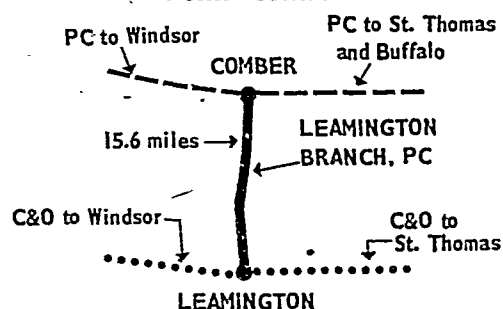 PC to Windsor
PC to St. Thomas
and Buffalo
COMBER
15.6 miles
LEAMINGTON
BRANCH, PC
C&O to Windsor
C&O to
St. Thomas
LEAMINGTON